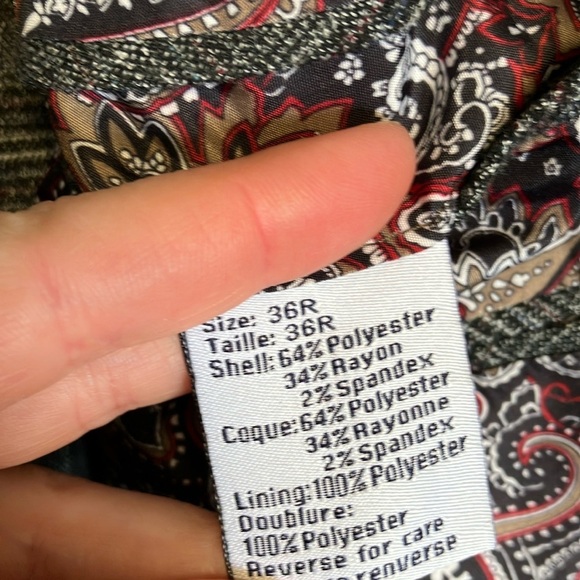 Size: 36R
Taille: 36R
Shell: 64% Polyester
34% Rayon
2% Spandex
Coque: 64% Polyester
34% Rayonne
2% Spandex
Lining: 100% Polyester
Doublure:
100% Polyester
Reverse for care
renverse